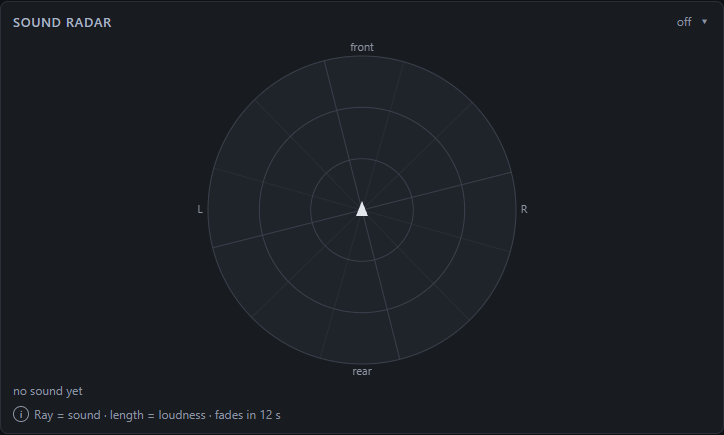 SOUND RADAR
off
front
L
R
rear
no sound yet
Ray = sound · length = loudness · fades in 12 s